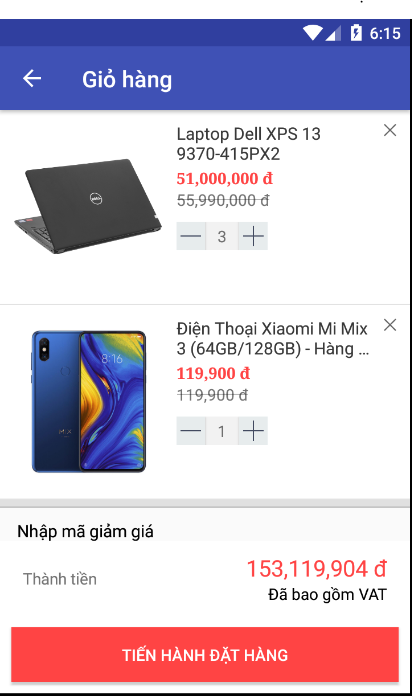 6:15
Giỏ hàng
Laptop Dell XPS 13
9370-415PX2
51,000,000 đ
55,990,000 đ
3
Điện Thoại Xiaomi Mi Mix
3 (64GB/128GB) - Hàng ...
8:16
MIX
119,900 đ
119,900 đ
1
Nhập mã giảm giá
Thành tiền
153,119,904 đ
Đã bao gồm VAT
TIẾN HÀNH ĐẶT HÀNG